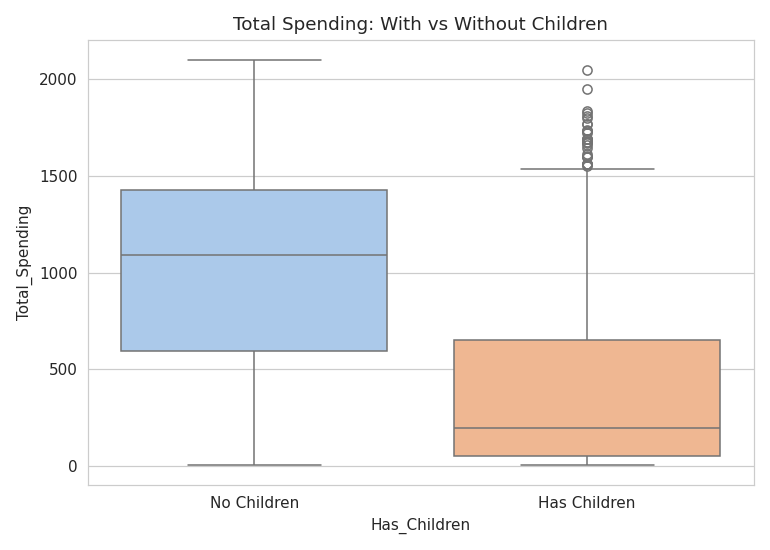 Total Spending: With vs Without Children
Total_Spending
2000
1500
1000
500
0
No Children
Has Children
Has_Children